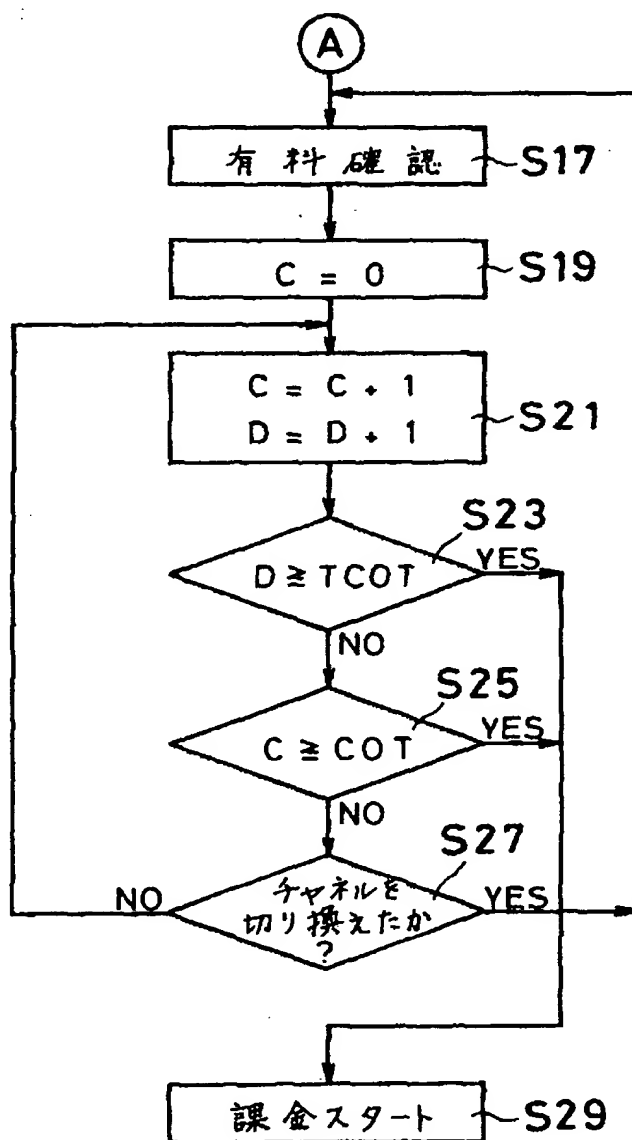 A
有料確認
S17
C = 0
S19
C = C + 1
D = D + 1
S21
S23
D ≧ TCOT
YES
NO
S25
C ≧ COT
YES
NO
S27
チャネルを
切り換えたか
?
NO
YES
課金スタート
S29